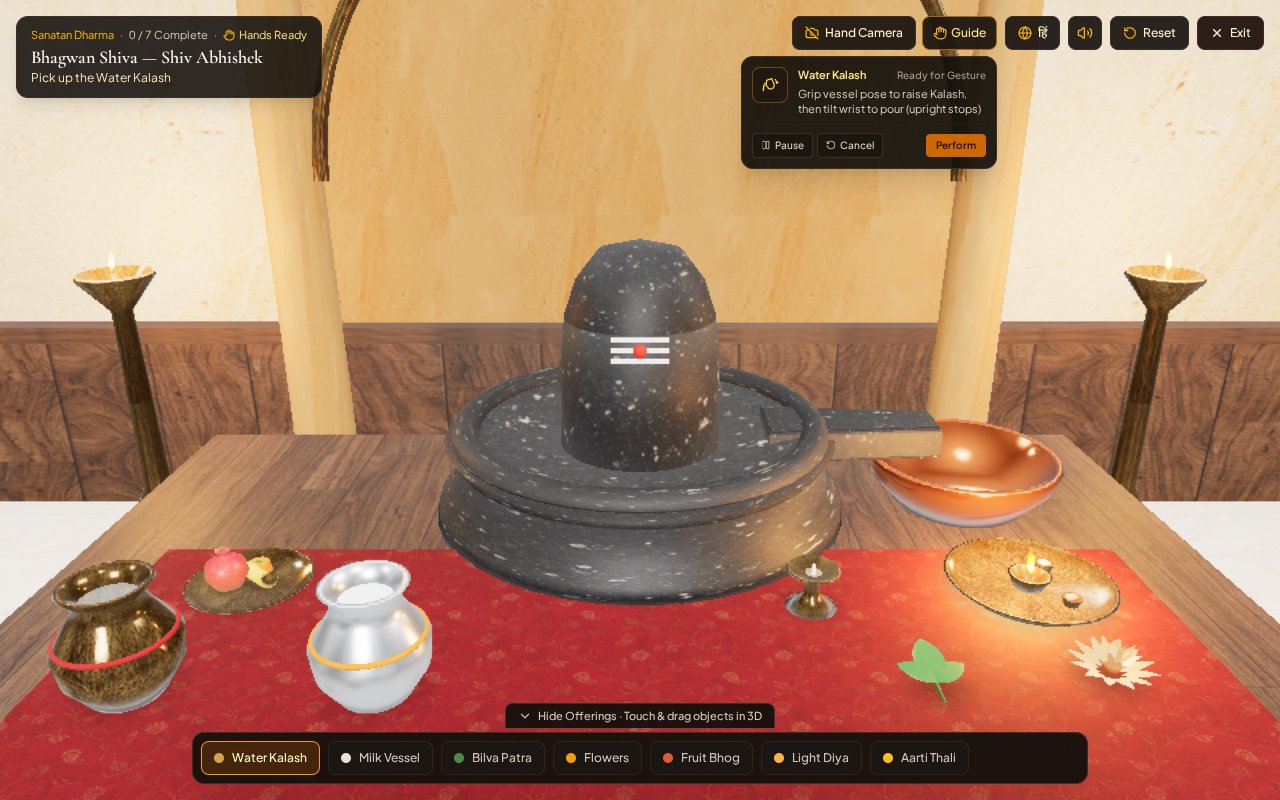 Sanatan Dharma · 0 / 7 Complete · Hands Ready
Bhagwan Shiva — Shiv Abhishek
Pick up the Water Kalash
Hand Camera
Guide
हिं
Reset
Exit
Water Kalash
Ready for Gesture
Grip vessel pose to raise Kalash,
then tilt wrist to pour (upright stops)
Pause
Cancel
Perform
Hide Offerings · Touch & drag objects in 3D
Water Kalash
Milk Vessel
Bilva Patra
Flowers
Fruit Bhog
Light Diya
Aarti Thali